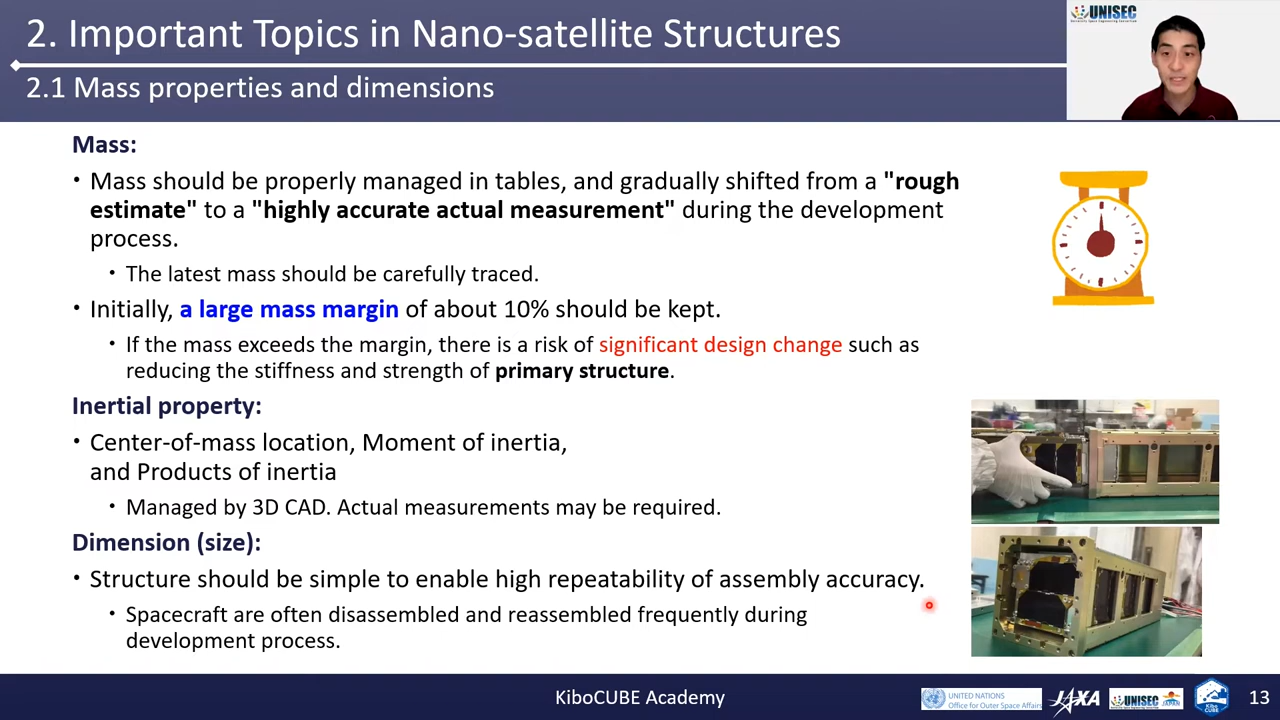 2. Important Topics in Nano-satellite Structures
2.1 Mass properties and dimensions
UNISEC
Mass:
• Mass should be properly managed in tables, and gradually shifted from a "rough
estimate" to a "highly accurate actual measurement" during the development
process.
• The latest mass should be carefully traced.
• Initially, a large mass margin of about 10% should be kept.
• If the mass exceeds the margin, there is a risk of significant design change such as
reducing the stiffness and strength of primary structure.
Inertial property:
• Center-of-mass location, Moment of inertia,
and Products of inertia
• Managed by 3D CAD. Actual measurements may be required.
Dimension (size):
• Structure should be simple to enable high repeatability of assembly accuracy.
• Spacecraft are often disassembled and reassembled frequently during
development process.
KiboCUBE Academy
UNITED NATIONS
Office for Outer Space Affairs
JAXA
UNISEC
JAPAN
Kibo
CUBE
13